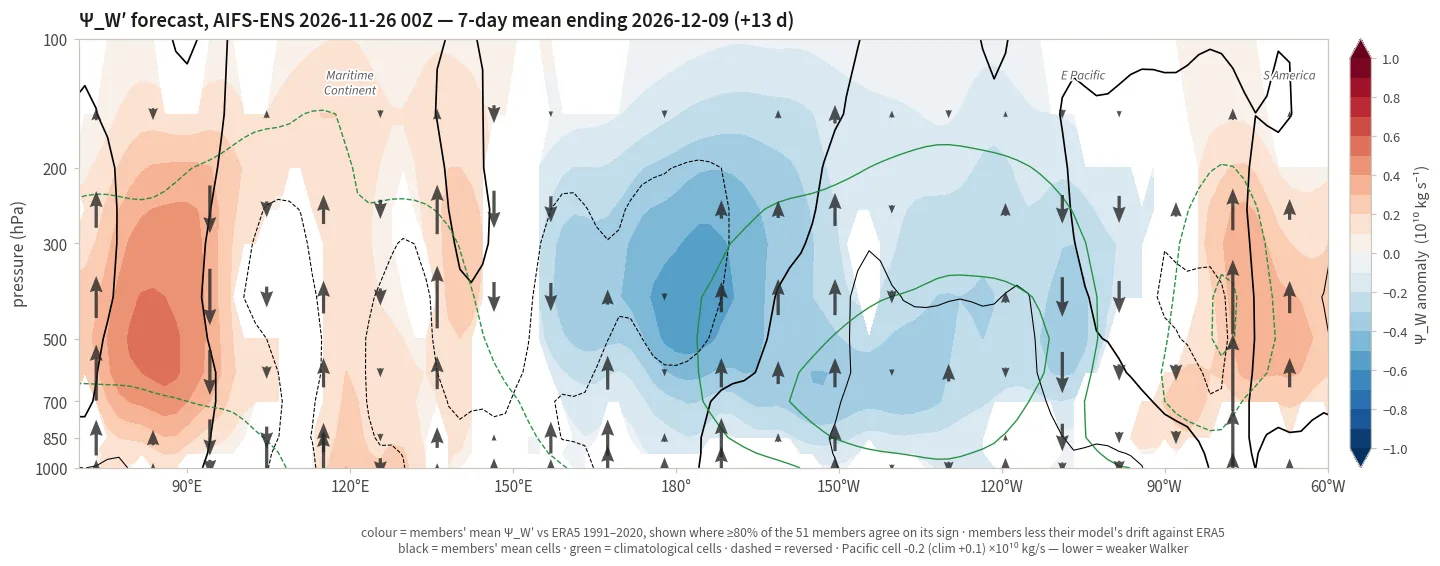 Ψ_W′ forecast, AIFS-ENS 2026-11-26 00Z — 7-day mean ending 2026-12-09 (+13 d)
100
200
300
400
500
700
850
1000
pressure (hPa)
Maritime
Continent
E Pacific
S America
90°E
120°E
150°E
180°
150°W
120°W
90°W
60°W
1.0
0.8
0.6
0.4
0.2
0.0
−0.2
−0.4
−0.6
−0.8
−1.0
Ψ_W anomaly (10¹⁰ kg s⁻¹)
colour = members' mean Ψ_W′ vs ERA5 1991–2020, shown where ≥80% of the 51 members agree on its sign · members less their model's drift against ERA5
black = members' mean cells · green = climatological cells · dashed = reversed · Pacific cell -0.2 (clim +0.1) ×10¹⁰ kg/s — lower = weaker Walker